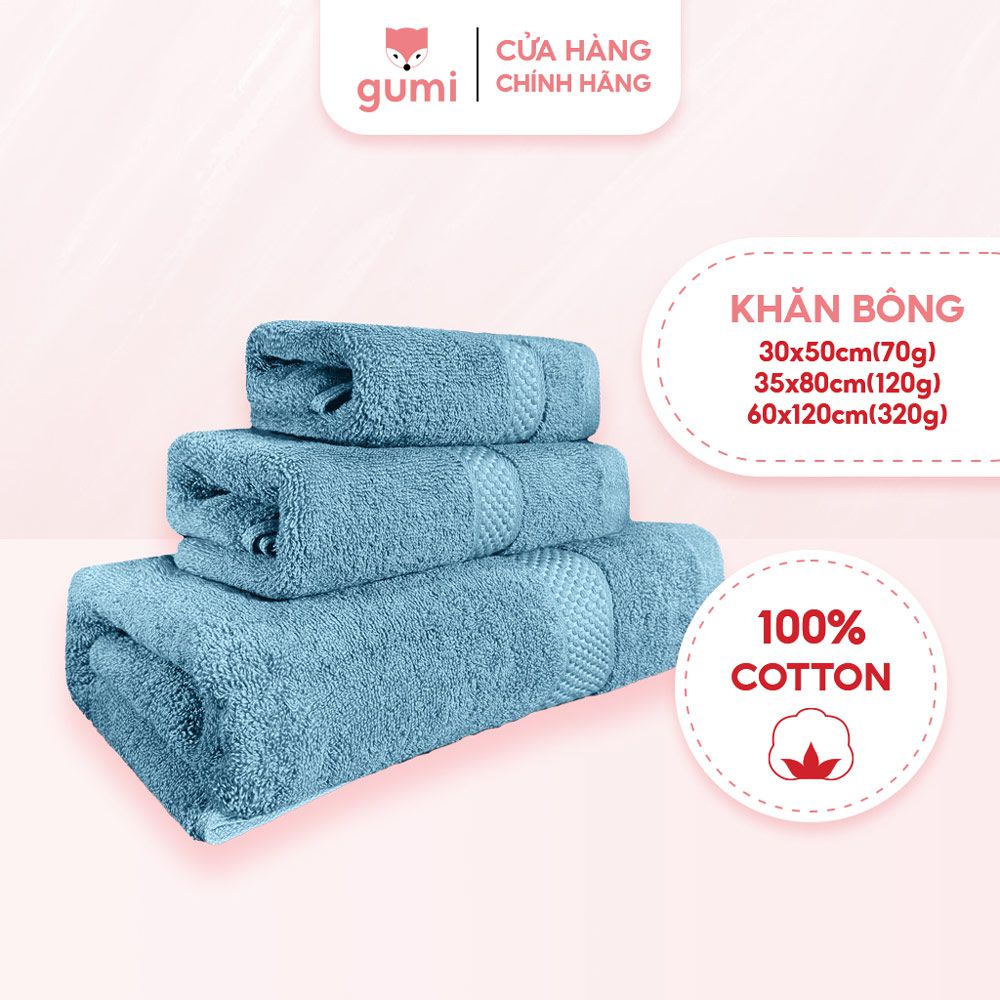 gumi
CỬA HÀNG
CHÍNH HÃNG
KHĂN BÔNG
30x50cm(70g)
35x80cm(120g)
60x120cm(320g)
100%
COTTON